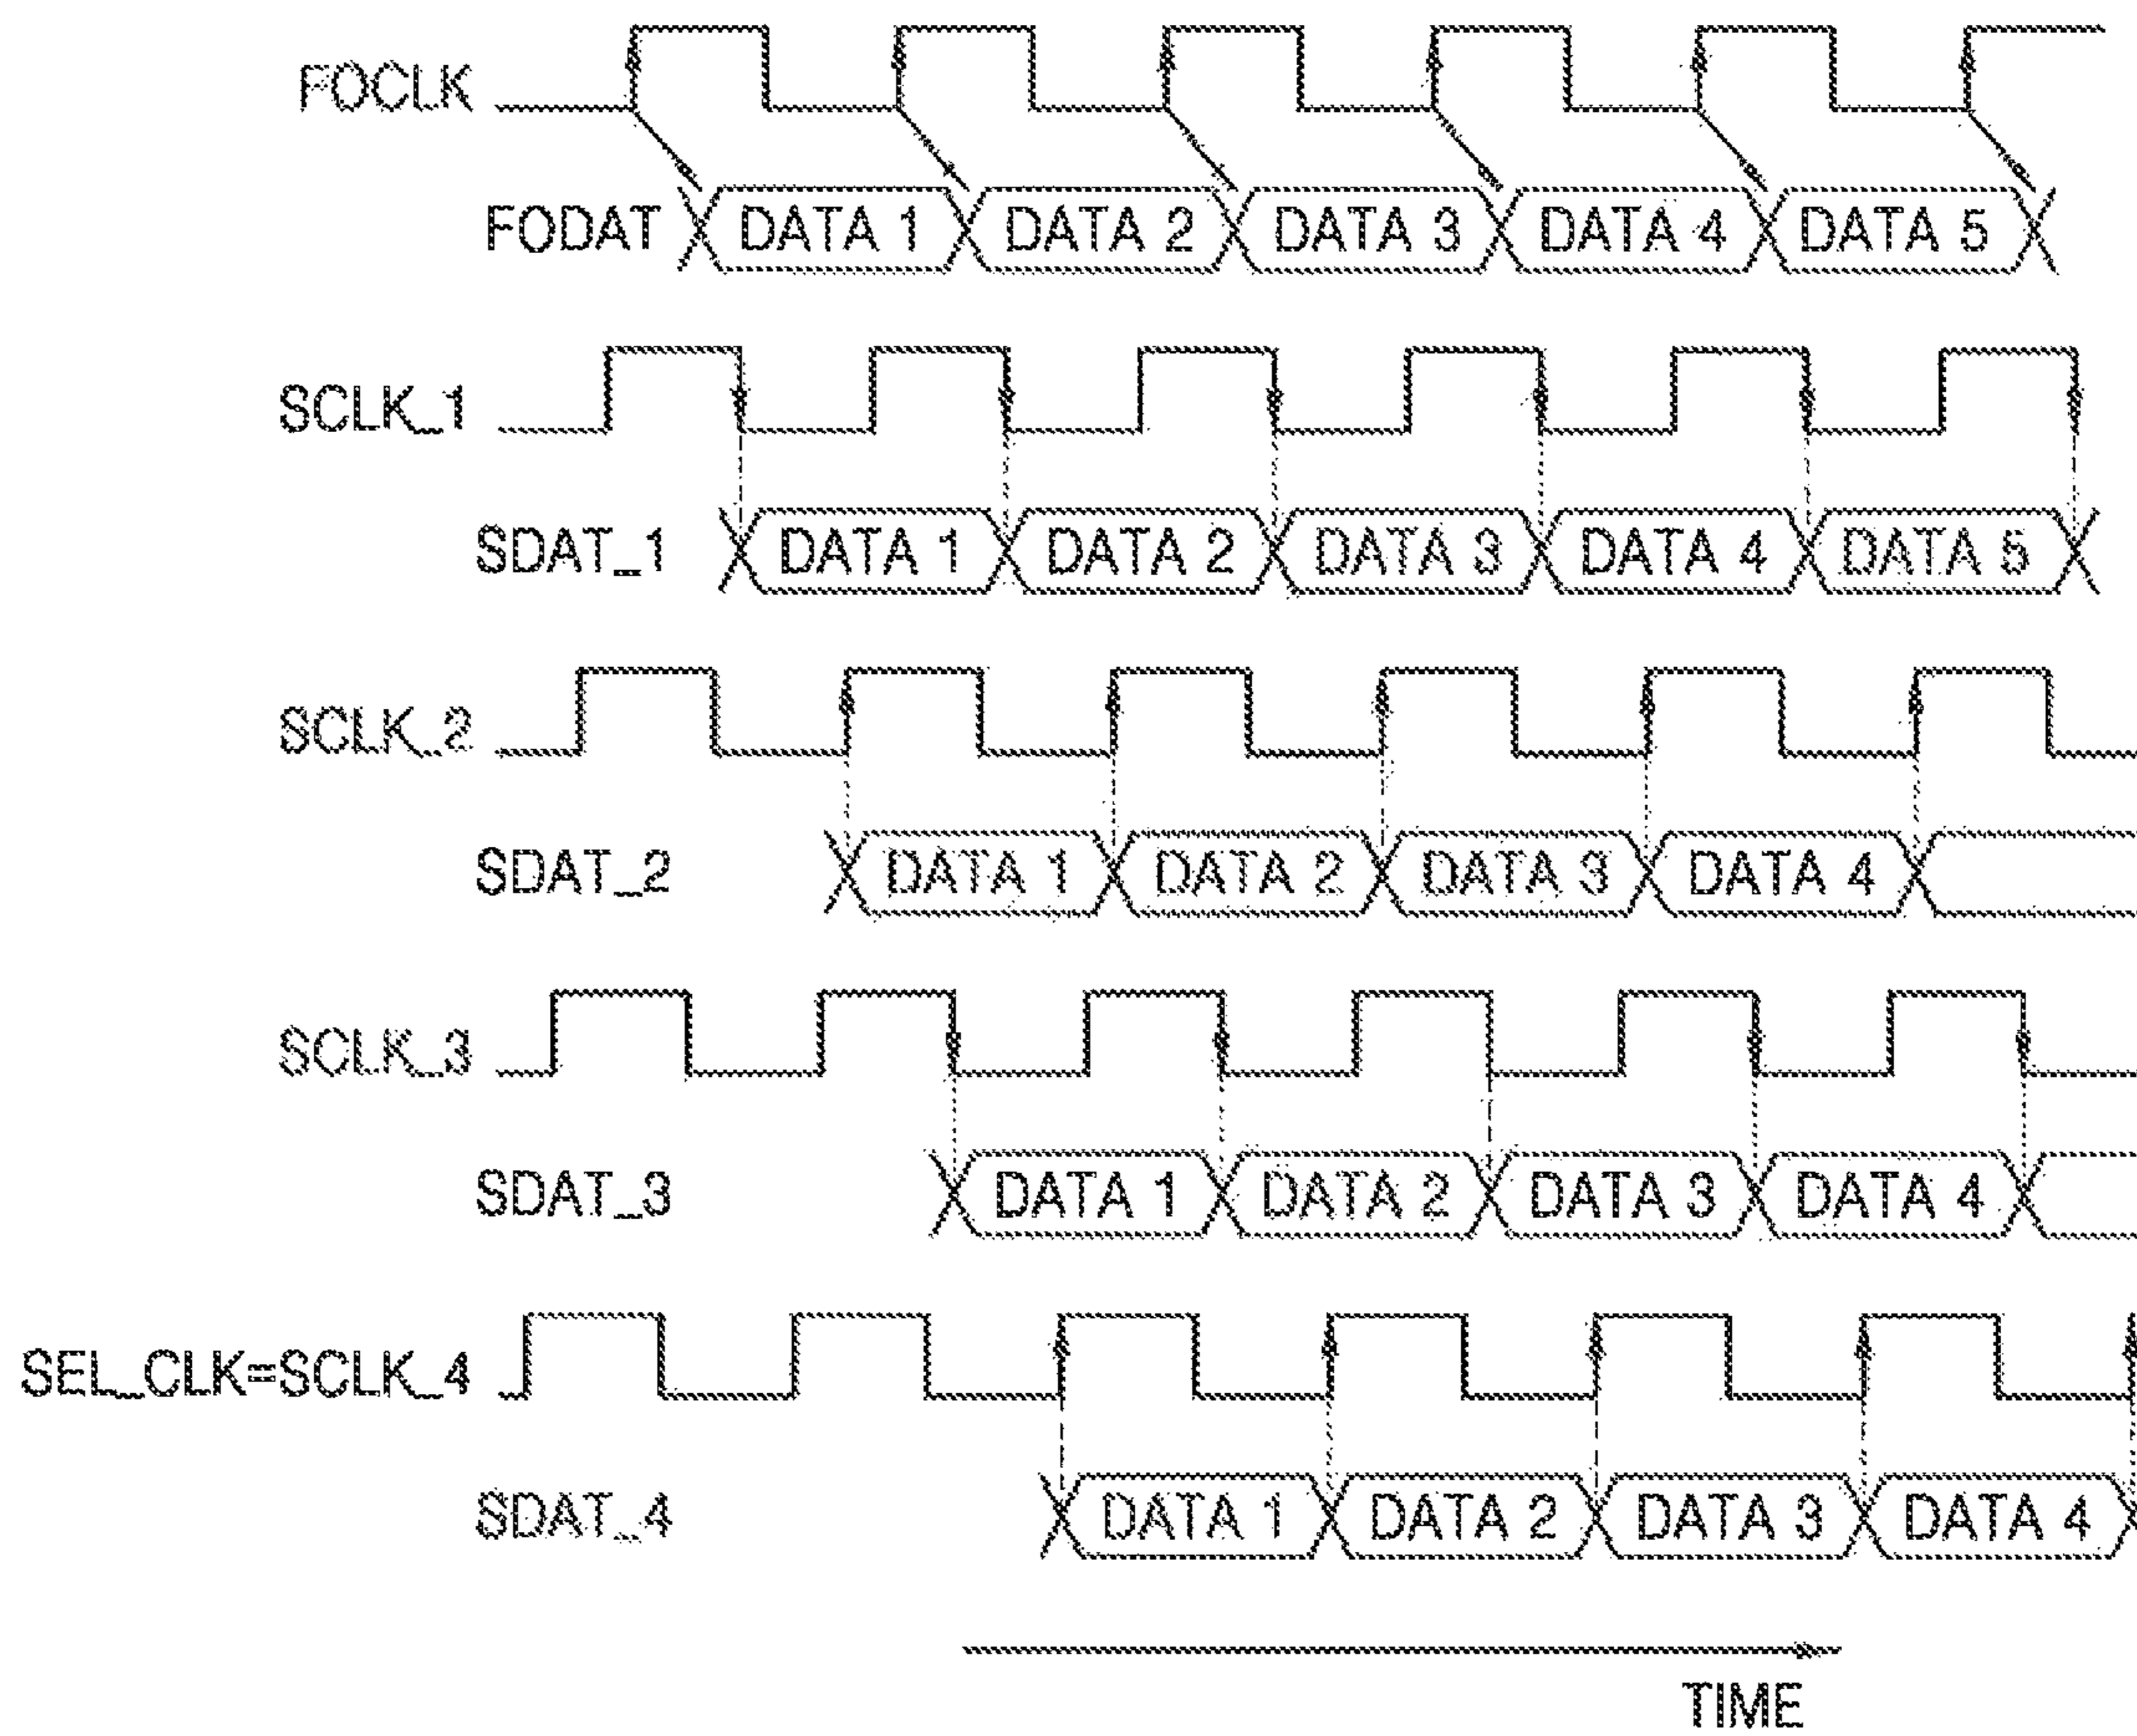 FOCLK
FODAT DATA 1 DATA 2 DATA 3 DATA 4 DATA 5
SCLK_1
SDAT_1 DATA 1 DATA 2 DATA 3 DATA 4 DATA 5
SCLK_2
SDAT_2 DATA 1 DATA 2 DATA 3 DATA 4
SCLK_3
SDAT_3 DATA 1 DATA 2 DATA 3 DATA 4
SEL_CLK=SCLK_4
SDAT_4 DATA 1 DATA 2 DATA 3 DATA 4
TIME